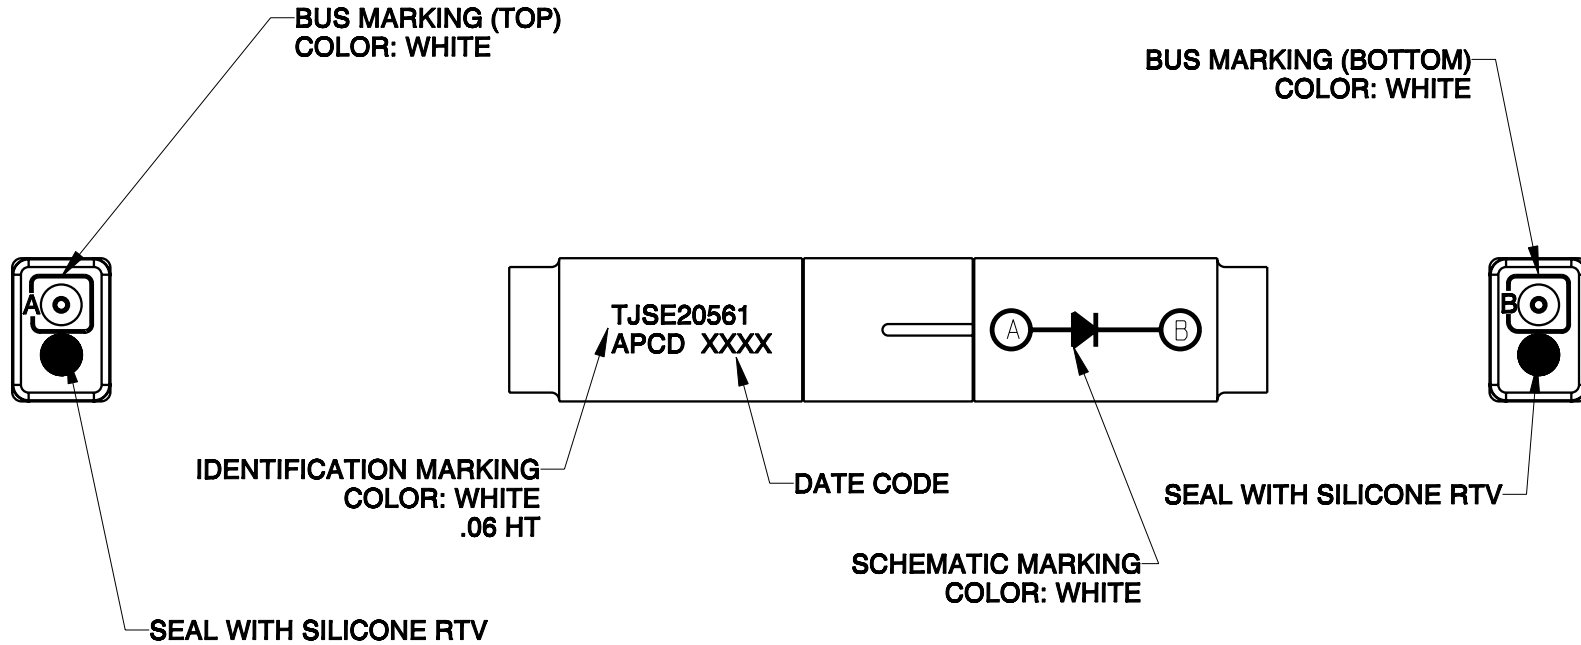 BUS MARKING (TOP)
COLOR: WHITE
BUS MARKING (BOTTOM)
COLOR: WHITE
A
TJSE20561
APCD XXXX
A
B
B
IDENTIFICATION MARKING
COLOR: WHITE
.06 HT
DATE CODE
SEAL WITH SILICONE RTV
SCHEMATIC MARKING
COLOR: WHITE
SEAL WITH SILICONE RTV